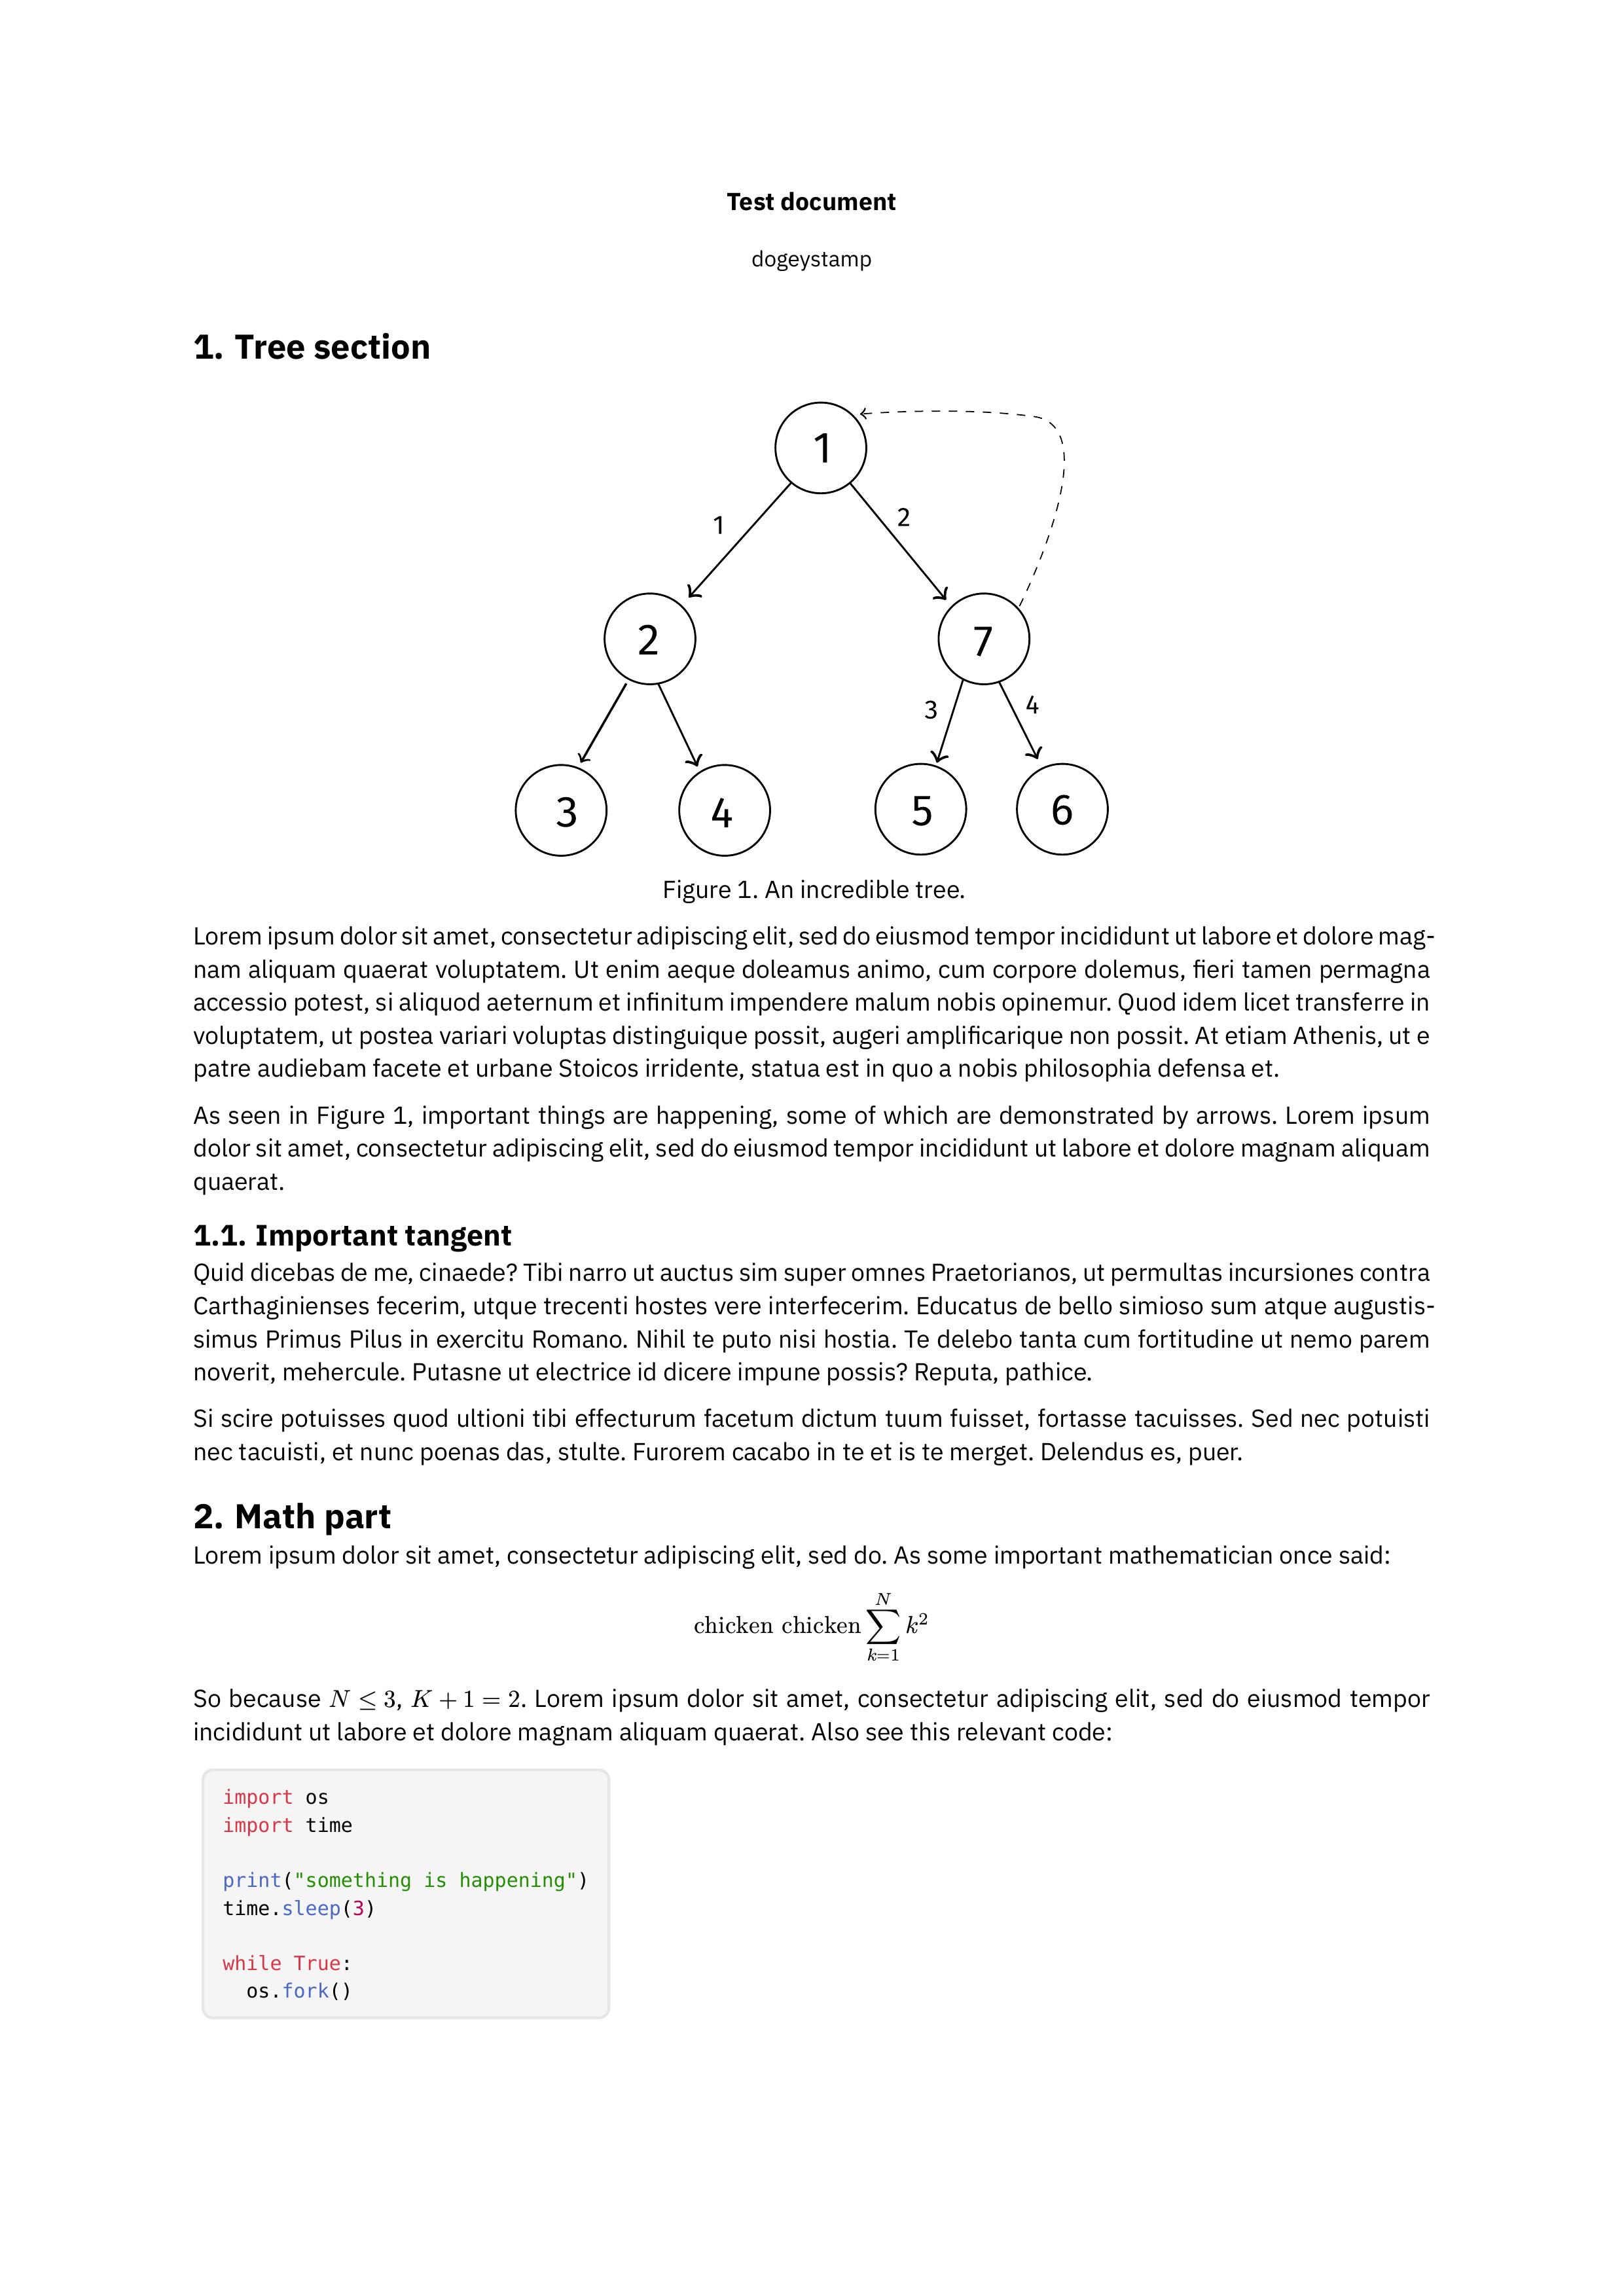 Test document
dogeystamp
1. Tree section
1
1
2
2
7
3
4
3
4
5
6
Figure 1. An incredible tree.
Lorem ipsum dolor sit amet, consectetur adipiscing elit, sed do eiusmod tempor incididunt ut labore et dolore mag-
nam aliquam quaerat voluptatem. Ut enim aeque doleamus animo, cum corpore dolemus, fieri tamen permagna
accessio potest, si aliquod aeternum et infinitum impendere malum nobis opinemur. Quod idem licet transferre in
voluptatem, ut postea variari voluptas distinguique possit, augeri amplificarique non possit. At etiam Athenis, ut e
patre audiebam facete et urbane Stoicos irridente, statua est in quo a nobis philosophia defensa et.
As seen in Figure 1, important things are happening, some of which are demonstrated by arrows. Lorem ipsum
dolor sit amet, consectetur adipiscing elit, sed do eiusmod tempor incididunt ut labore et dolore magnam aliquam
quaerat.
1.1. Important tangent
Quid dicebas de me, cinaede? Tibi narro ut auctus sim super omnes Praetorianos, ut permultas incursiones contra
Carthaginienses fecerim, utque trecenti hostes vere interfecerim. Educatus de bello simioso sum atque augustis-
simus Primus Pilus in exercitu Romano. Nihil te puto nisi hostia. Te delebo tanta cum fortitudine ut nemo parem
noverit, mehercule. Putasne ut electrice id dicere impune possis? Reputa, pathice.
Si scire potuisses quod ultioni tibi effecturum facetum dictum tuum fuisset, fortasse tacuisses. Sed nec potuisti
nec tacuisti, et nunc poenas das, stulte. Furorem cacabo in te et is te merget. Delendus es, puer.
2. Math part
Lorem ipsum dolor sit amet, consectetur adipiscing elit, sed do. As some important mathematician once said:
chicken chicken ∑_{k=1}^{N} k²
So because N ≤ 3, K + 1 = 2. Lorem ipsum dolor sit amet, consectetur adipiscing elit, sed do eiusmod tempor
incididunt ut labore et dolore magnam aliquam quaerat. Also see this relevant code:
import os
import time
print("something is happening")
time.sleep(3)
while True:
  os.fork()